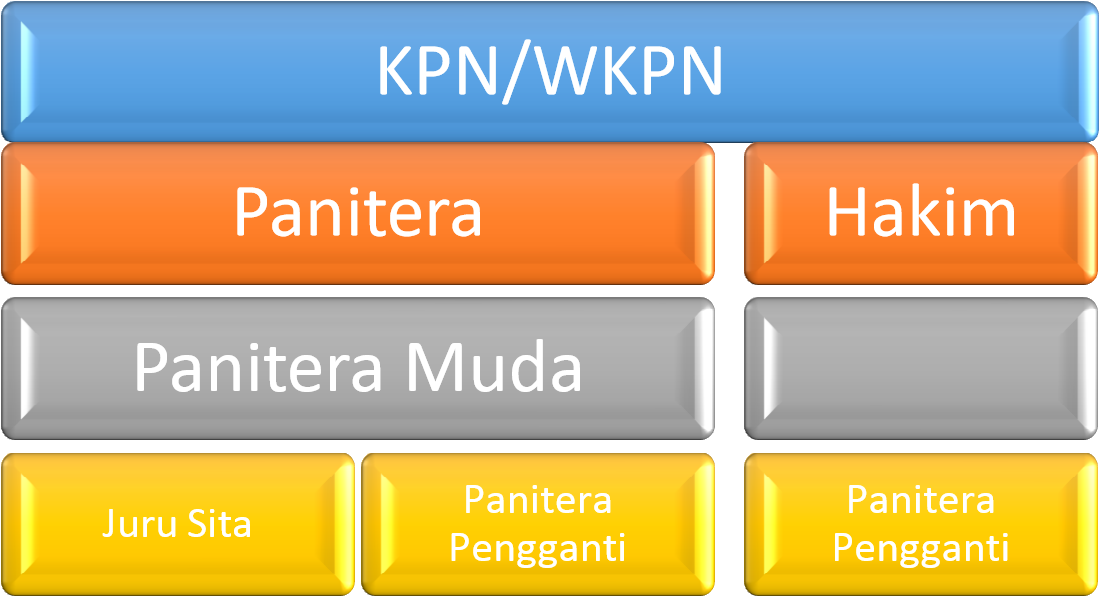 KPN/WKPN
Panitera
Hakim
Panitera Muda
Juru Sita
Panitera
Pengganti
Panitera
Pengganti